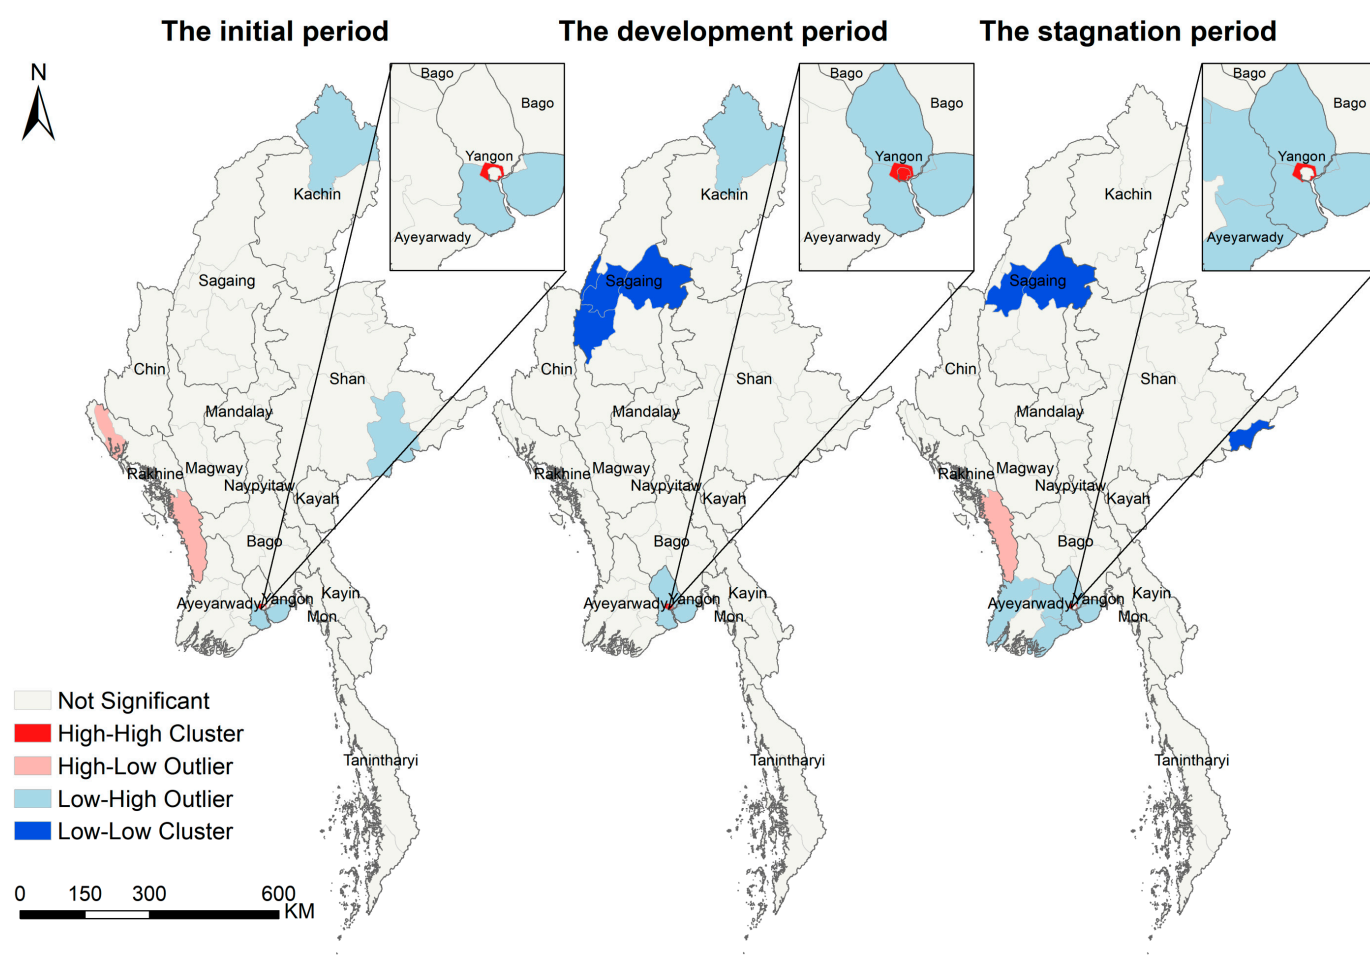 The initial period
The development period
The stagnation period
N
Bago
Bago
Yangon
Ayeyarwady
Kachin
Sagaing
Chin
Shan
Mandalay
Rakhine
Magway
Naypyitaw
Kayah
Bago
Ayeyarwady
Yangon
Kayin
Mon
Tanintharyi
Bago
Bago
Yangon
Ayeyarwady
Kachin
Sagaing
Chin
Shan
Mandalay
Rakhine
Magway
Naypyitaw
Kayah
Bago
Ayeyarwady
Yangon
Kayin
Mon
Tanintharyi
Bago
Bago
Yangon
Ayeyarwady
Kachin
Sagaing
Chin
Shan
Mandalay
Rakhine
Magway
Naypyitaw
Kayah
Bago
Ayeyarwady
Yangon
Kayin
Mon
Tanintharyi
Not Significant
High-High Cluster
High-Low Outlier
Low-High Outlier
Low-Low Cluster
0 150 300 600
KM